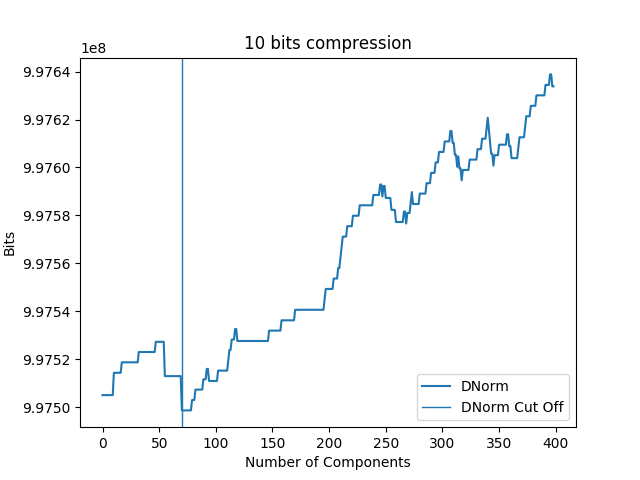 10 bits compression
1e8
9.9764
9.9762
9.9760
9.9758
9.9756
9.9754
9.9752
9.9750
Bits
DNorm
DNorm Cut Off
0 50 100 150 200 250 300 350 400
Number of Components